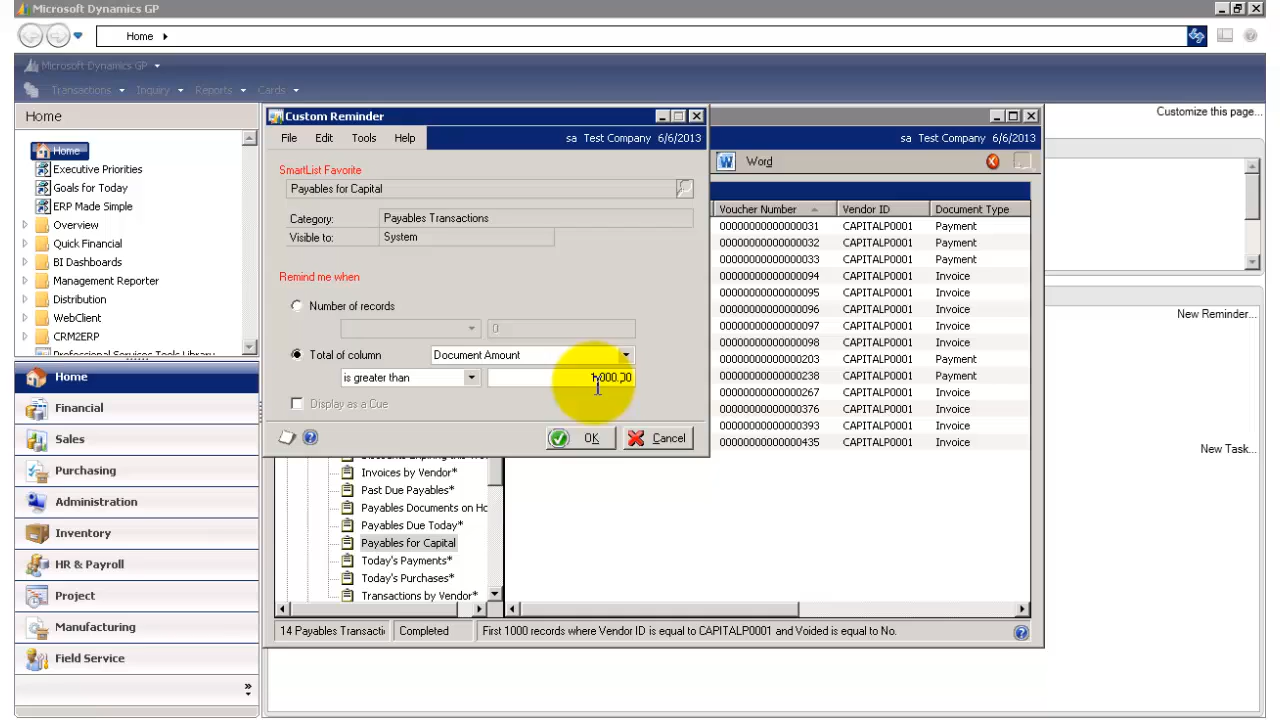 Microsoft Dynamics GP
Home
Microsoft Dynamics GP
Transactions Inquiry Reports Cards
Home
Customize this page...
Home
Executive Priorities
Goals for Today
ERP Made Simple
Overview
Quick Financial
BI Dashboards
Management Reporter
Distribution
WebClient
CRM2ERP
Professional Services Tools Library
Home
Financial
Sales
Purchasing
Administration
Inventory
HR & Payroll
Project
Manufacturing
Field Service
Custom Reminder
File Edit Tools Help sa Test Company 6/6/2013
SmartList Favorite
Payables for Capital
Category: Payables Transactions
Visible to: System
Remind me when
Number of records
0
Total of column Document Amount
is greater than
Display as a Cue
OK Cancel
sa Test Company 6/6/2013
Word
Voucher Number Vendor ID Document Type
00000000000000031 CAPITALP0001 Payment
00000000000000032 CAPITALP0001 Payment
00000000000000033 CAPITALP0001 Payment
00000000000000094 CAPITALP0001 Invoice
00000000000000095 CAPITALP0001 Invoice
00000000000000096 CAPITALP0001 Invoice
00000000000000097 CAPITALP0001 Invoice
00000000000000098 CAPITALP0001 Invoice
00000000000000203 CAPITALP0001 Payment
00000000000000238 CAPITALP0001 Payment
00000000000000267 CAPITALP0001 Invoice
00000000000000376 CAPITALP0001 Invoice
00000000000000393 CAPITALP0001 Invoice
00000000000000435 CAPITALP0001 Invoice
Invoices by Vendor*
Past Due Payables*
Payables Documents on Ho
Payables Due Today*
Payables for Capital
Today's Payments*
Today's Purchases*
Transactions by Vendor*
14 Payables Transactic Completed First 1000 records where Vendor ID is equal to CAPITALP0001 and Voided is equal to No.
New Reminder...
New Task...